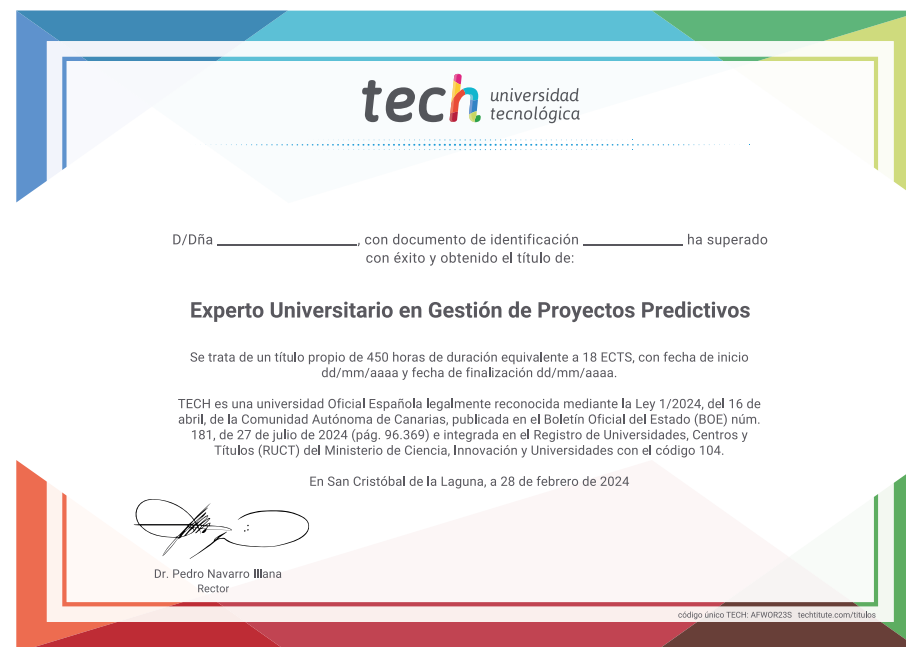 tech universidad
tecnológica
D/Dña ____________, con documento de identificación ____________ ha superado
con éxito y obtenido el título de:
Experto Universitario en Gestión de Proyectos Predictivos
Se trata de un título propio de 450 horas de duración equivalente a 18 ECTS, con fecha de inicio
dd/mm/aaaa y fecha de finalización dd/mm/aaaa.
TECH es una universidad Oficial Española legalmente reconocida mediante la Ley 1/2024, del 16 de
abril, de la Comunidad Autónoma de Canarias, publicada en el Boletín Oficial del Estado (BOE) núm.
181, de 27 de julio de 2024 (pág. 96.369) e integrada en el Registro de Universidades, Centros y
Títulos (RUCT) del Ministerio de Ciencia, Innovación y Universidades con el código 104.
En San Cristóbal de la Laguna, a 28 de febrero de 2024
Dr. Pedro Navarro Illana
Rector
código único TECH: AFWOR23S techtitute.com/titulos